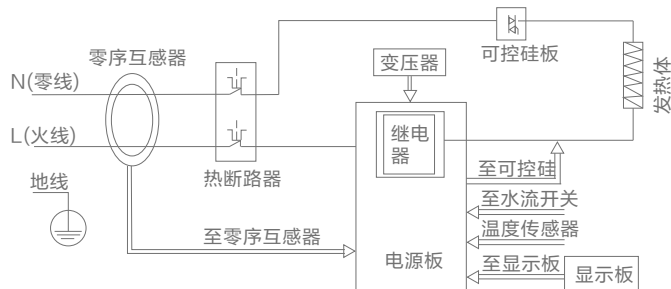 可控硅板
零序互感器
变压器
N(零线)
发热体
继电
器
L(火线)
至可控硅
热断路器
地线
至水流开关
温度传感器
至零序互感器
电源板
至显示板
显示板